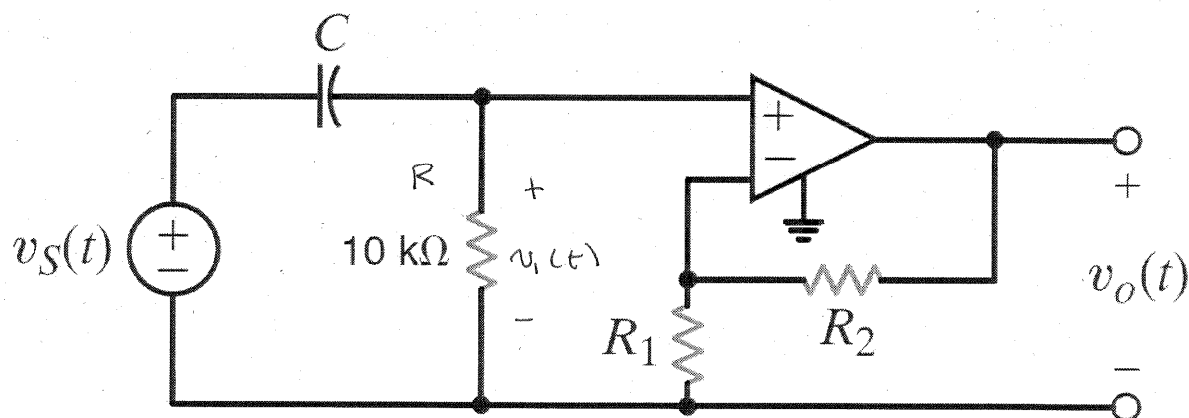 C
R
+
−
+
10 kΩ
v₁(t)
−
+
−
v_S(t)
R₁
R₂
+
v_o(t)
−